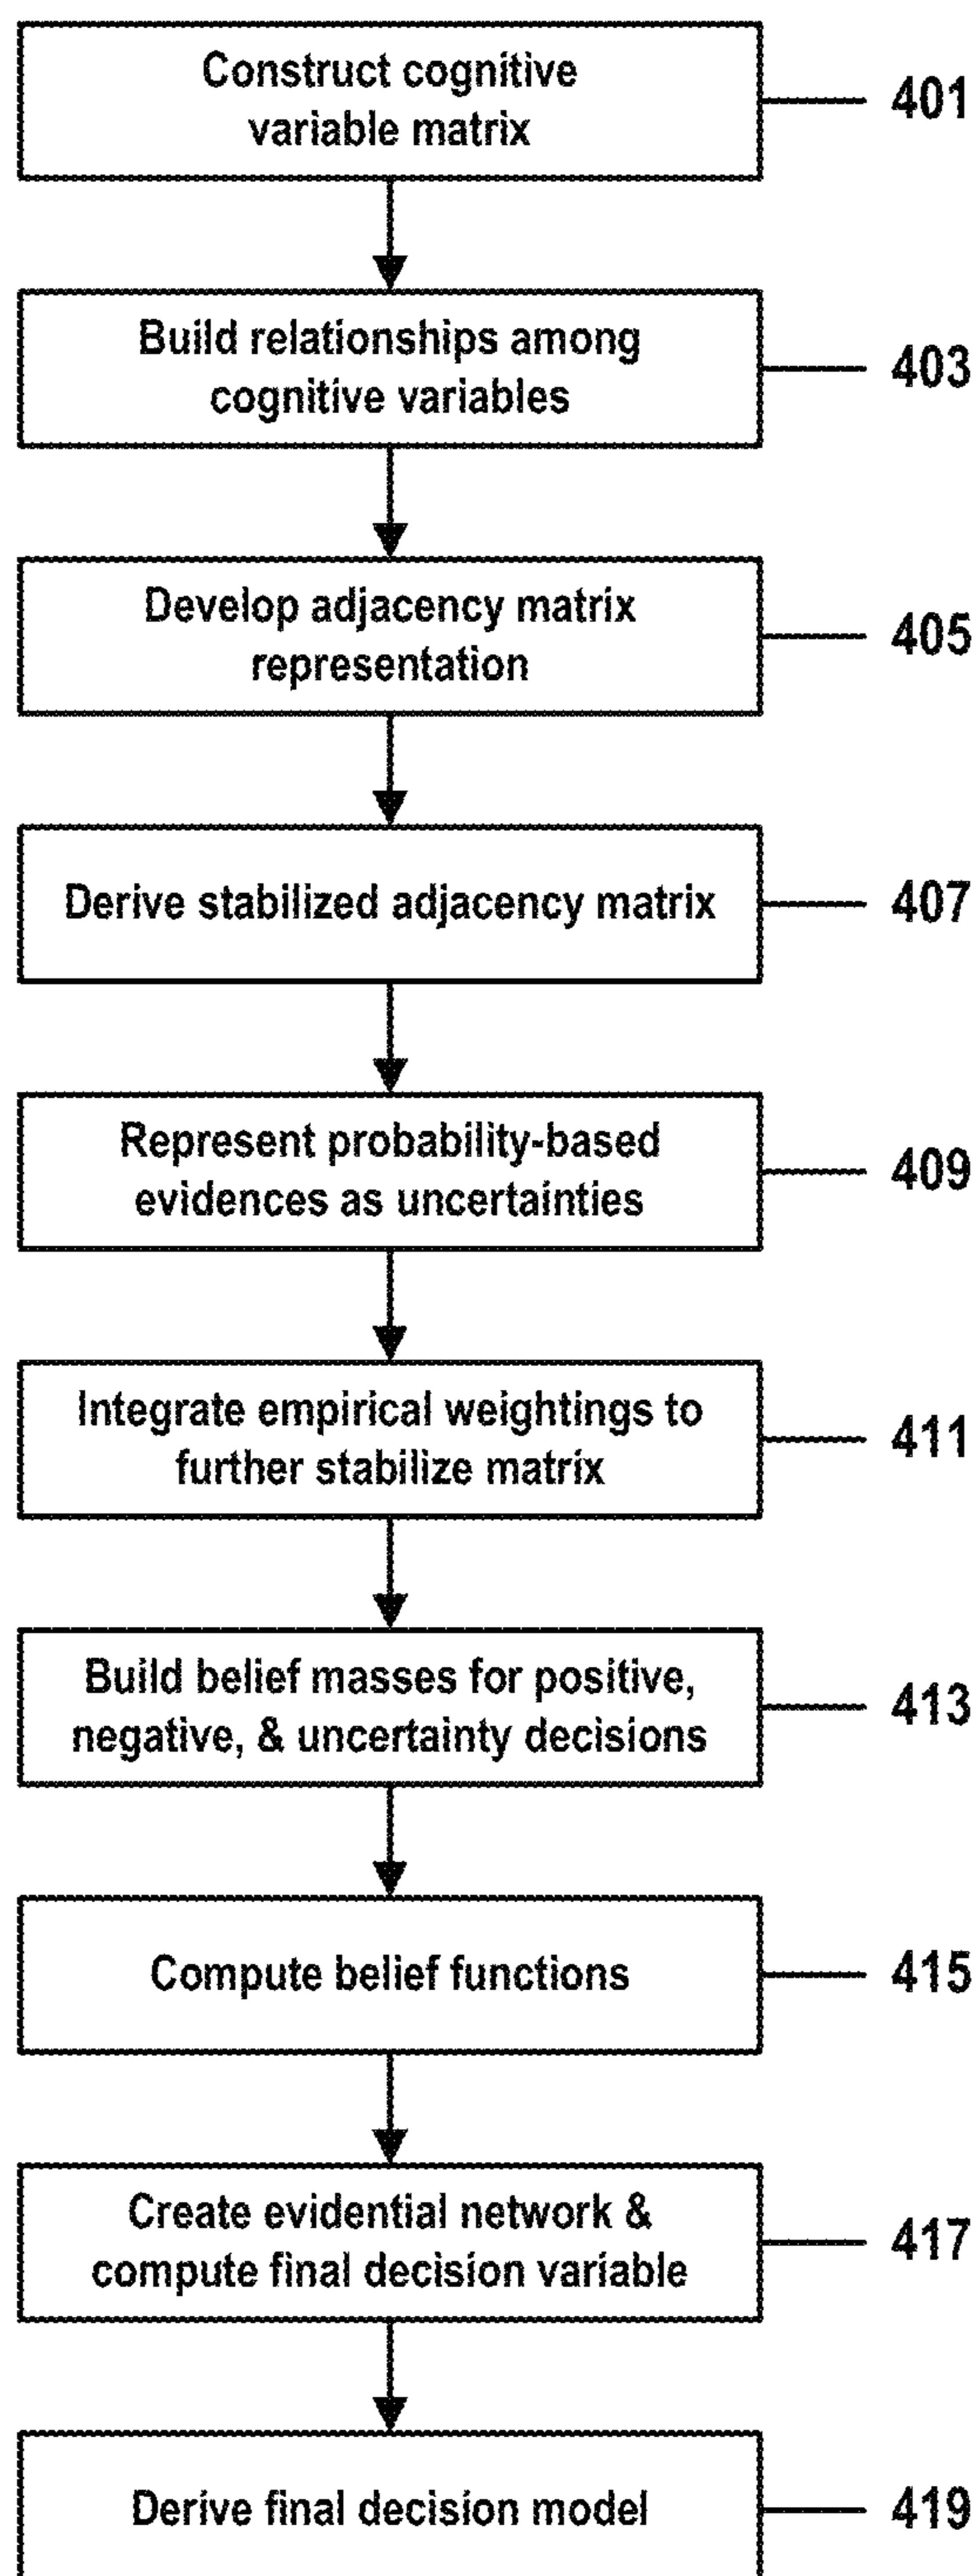 Construct cognitive
variable matrix
401
Build relationships among
cognitive variables
403
Develop adjacency matrix
representation
405
Derive stabilized adjacency matrix
407
Represent probability-based
evidences as uncertainties
409
Integrate empirical weightings to
further stabilize matrix
411
Build belief masses for positive,
negative, & uncertainty decisions
413
Compute belief functions
415
Create evidential network &
compute final decision variable
417
Derive final decision model
419